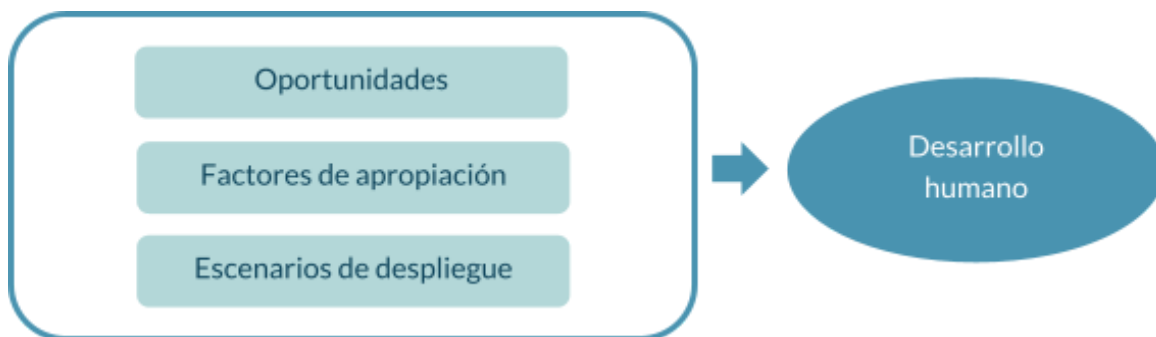 Oportunidades
Factores de apropiación
Escenarios de despliegue
Desarrollo
humano